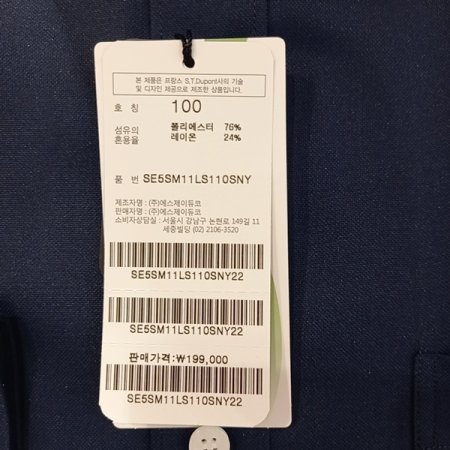 본 제품은 프랑스 S,T,Dupont사의 기술
및 디자인 제공으로 제조한 상품입니다.
호 칭 100
섬유의 폴리에스터 76%
혼용율 레이온 24%
품 번 SE5SM11LS110SNY
제조자명 : (주)에스제이듀코
판매자명 : (주)에스제이듀코
소비자상담실 : 서울시 강남구 논현로 149길 11
세종빌딩 (02) 2106-3520
SE5SM11LS110SNY22
SE5SM11LS110SNY22
판매가격:₩199,000
SE5SM11LS110SNY22